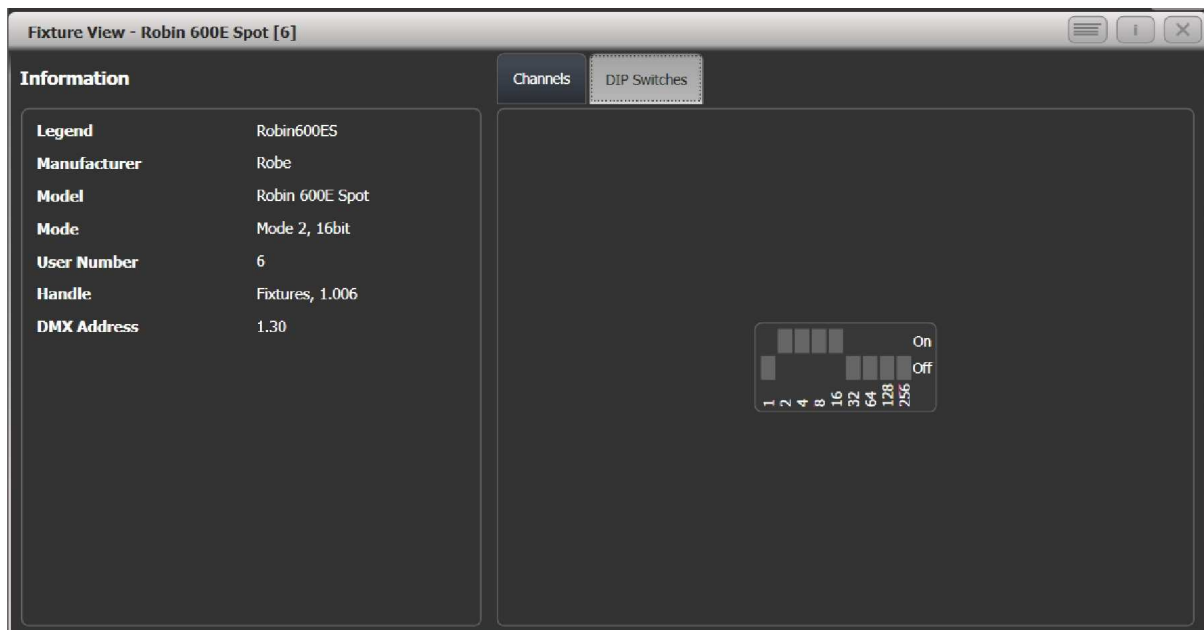 Fixture View - Robin 600E Spot [6]
i
Information
Channels
DIP Switches
Legend Robin600ES
Manufacturer Robe
Model Robin 600E Spot
Mode Mode 2, 16bit
User Number 6
Handle Fixtures, 1.006
DMX Address 1.30
On
Off
1 2 4 8 16 32 64 128 256